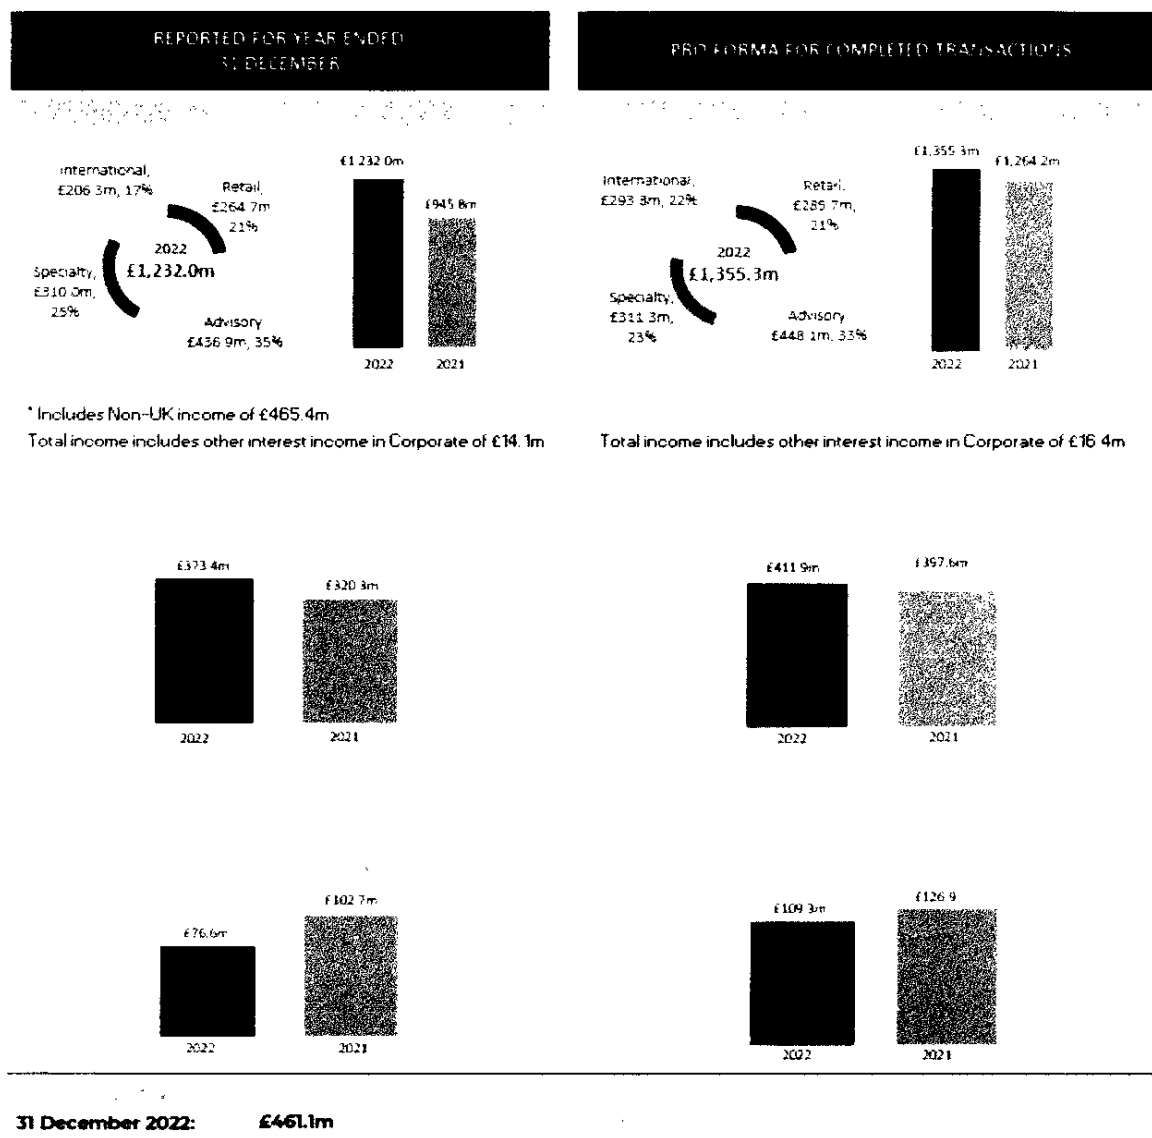 REPORTED FOR YEAR ENDED
31 DECEMBER
PRO FORMA FOR COMPLETED TRANSACTIONS
International,
£206.3m, 17%
Retail,
£264.7m
21%
2022
£1,232.0m
Specialty,
£310.0m,
25%
Advisory
£436.9m, 35%
£1 232.0m
£945.8m
2022
2021
International,
£293.8m, 22%
Retail,
£285.7m,
21%
2022
£1,355.3m
Specialty,
£311.3m,
23%
Advisory
£448.1m, 33%
£1,355.3m
£1,264.2m
2022
2021
* Includes Non-UK income of £465.4m
Total income includes other interest income in Corporate of £14.1m
Total income includes other interest income in Corporate of £16.4m
£373.4m
£320.3m
2022
2021
£411.9m
£397.6m
2022
2021
£76.6m
£102.7m
2022
2021
£109.3m
£126.9
2022
2021
31 December 2022: £461.1m